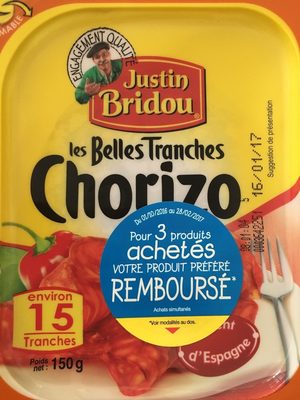 ENGAGEMENT QUALITÉ
Justin
Bridou
les Belles Tranches
Chorizo
Du 01/10/2016 au 28/02/2017
Pour 3 produits
achetés
VOTRE PRODUIT PRÉFÉRÉ
REMBOURSÉ*
Achats simultanés
*Voir modalités au dos.
environ
15
Tranches
Poids
net : 150g
d'Espagne
16/01/17
Suggestion de présentation